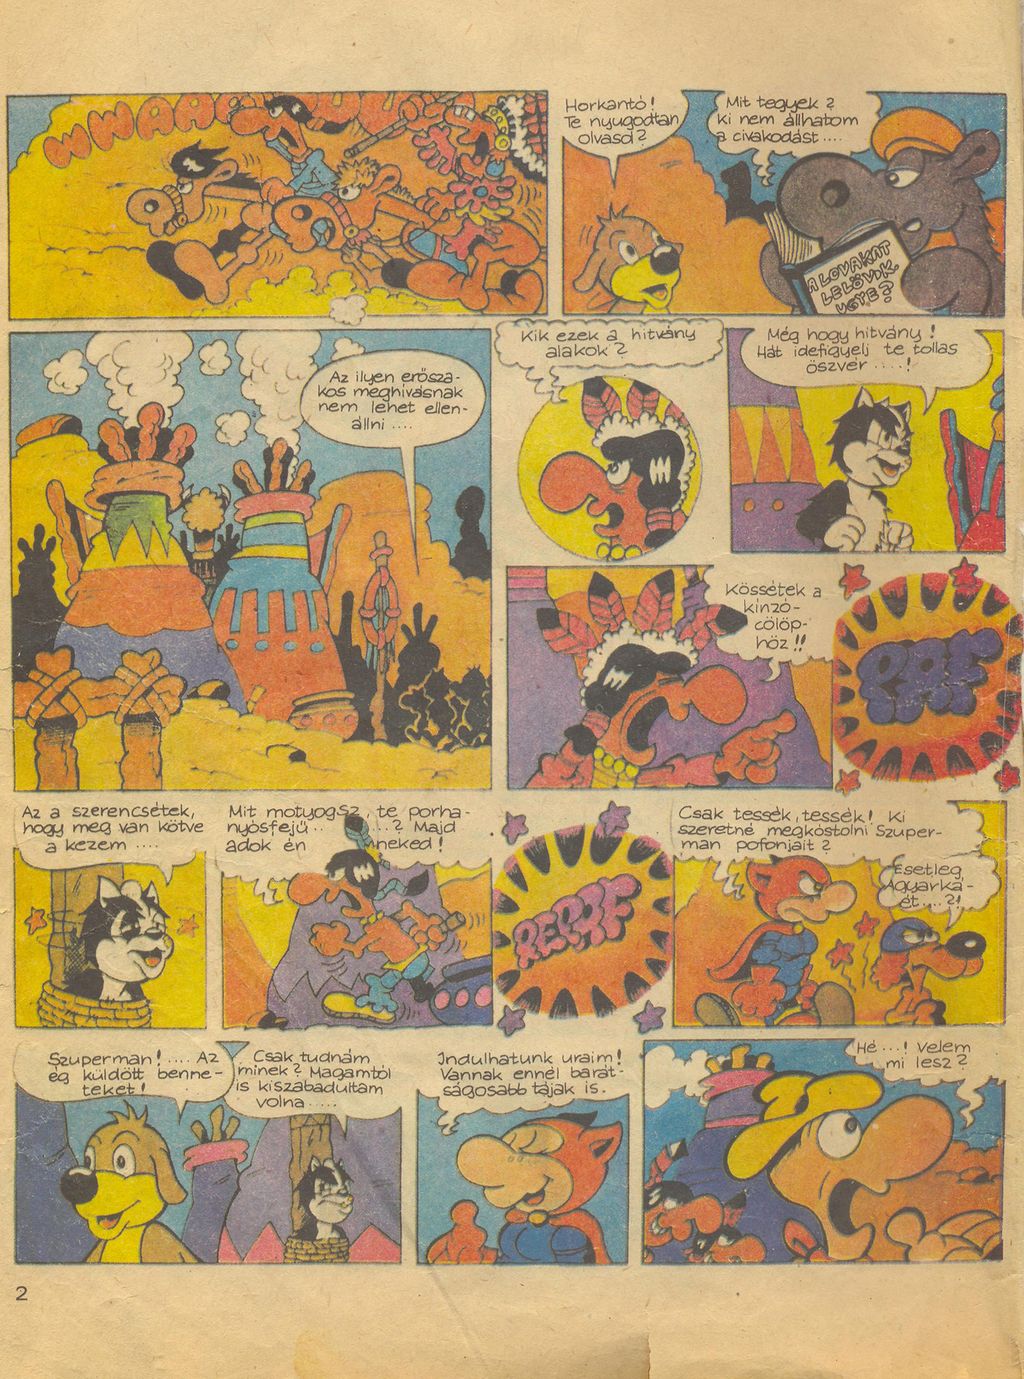 WWAAA
Horkantó!
Te nyugodtan
olvasol?
Mit tegyek ?
ki nem állhatom
a civakodást ....
A LOVAKAT
LELÖVIK
UGYE?
Az ilyen erősza-
kos meghívásnak
nem lehet ellen-
állni ....
Kik ezek a hitvány
alakok ?
Még hogy hitvány !
Hát idefigyelj te tollas
öszvér ....!
Kössétek a
kínzó-
cölöp-
höz !!
PAF
Az a szerencsétek,
hogy meg van kötve
a kezem ....
Mit motyogsz, te porha-
nyósfejű .. ...? Majd
adok én neked !
REPAF
Csak tessék, tessék! Ki
szeretné megkóstolni Szuper-
man pofonjait ?
Esetleg
Agyarka-
ét....?!
Szuperman! .... Az
ég küldött benne-
teket !
Csak tudnám
minek ? Magamtól
is kiszabadultam
volna .....
Indulhatunk uraim!
Vannak ennél barát-
ságosabb tájak is.
Hé ...! Velem
mi lesz ?
2